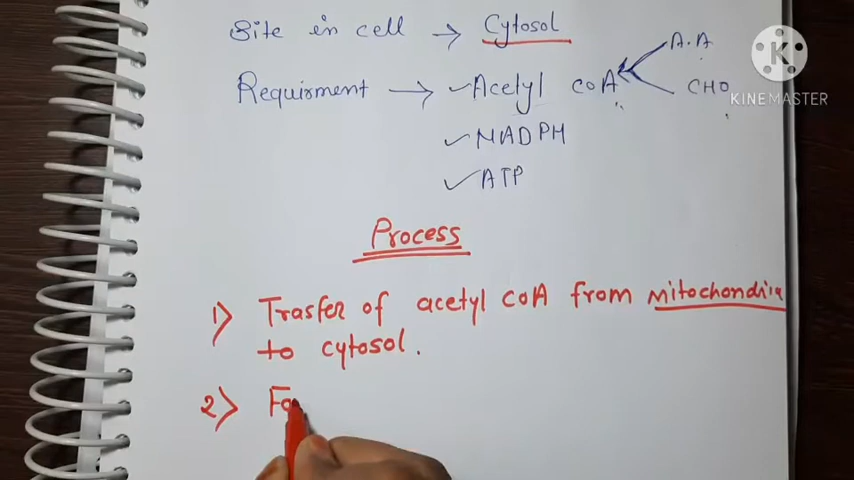 Site in cell → Cytosol
A.A
Requirment → ✓ Acetyl CoA
CHO
K
KINEMASTER
✓ NADPH
✓ ATP
Process
1) Trasfer of acetyl CoA from mitochondria
to cytosol.
2) Fo